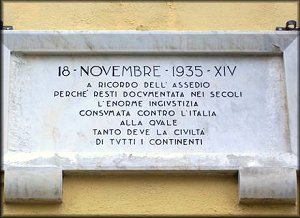 18-NOVEMBRE-1935-XIV
A RICORDO DELL'ASSEDIO
PERCHÉ RESTI DOCVMENTATA NEI SECOLI
L'ENORME INGIVSTIZIA
CONSVMATA CONTRO L'ITALIA
ALLA QVALE
TANTO DEVE LA CIVILTÀ
DI TVTTI I CONTINENTI